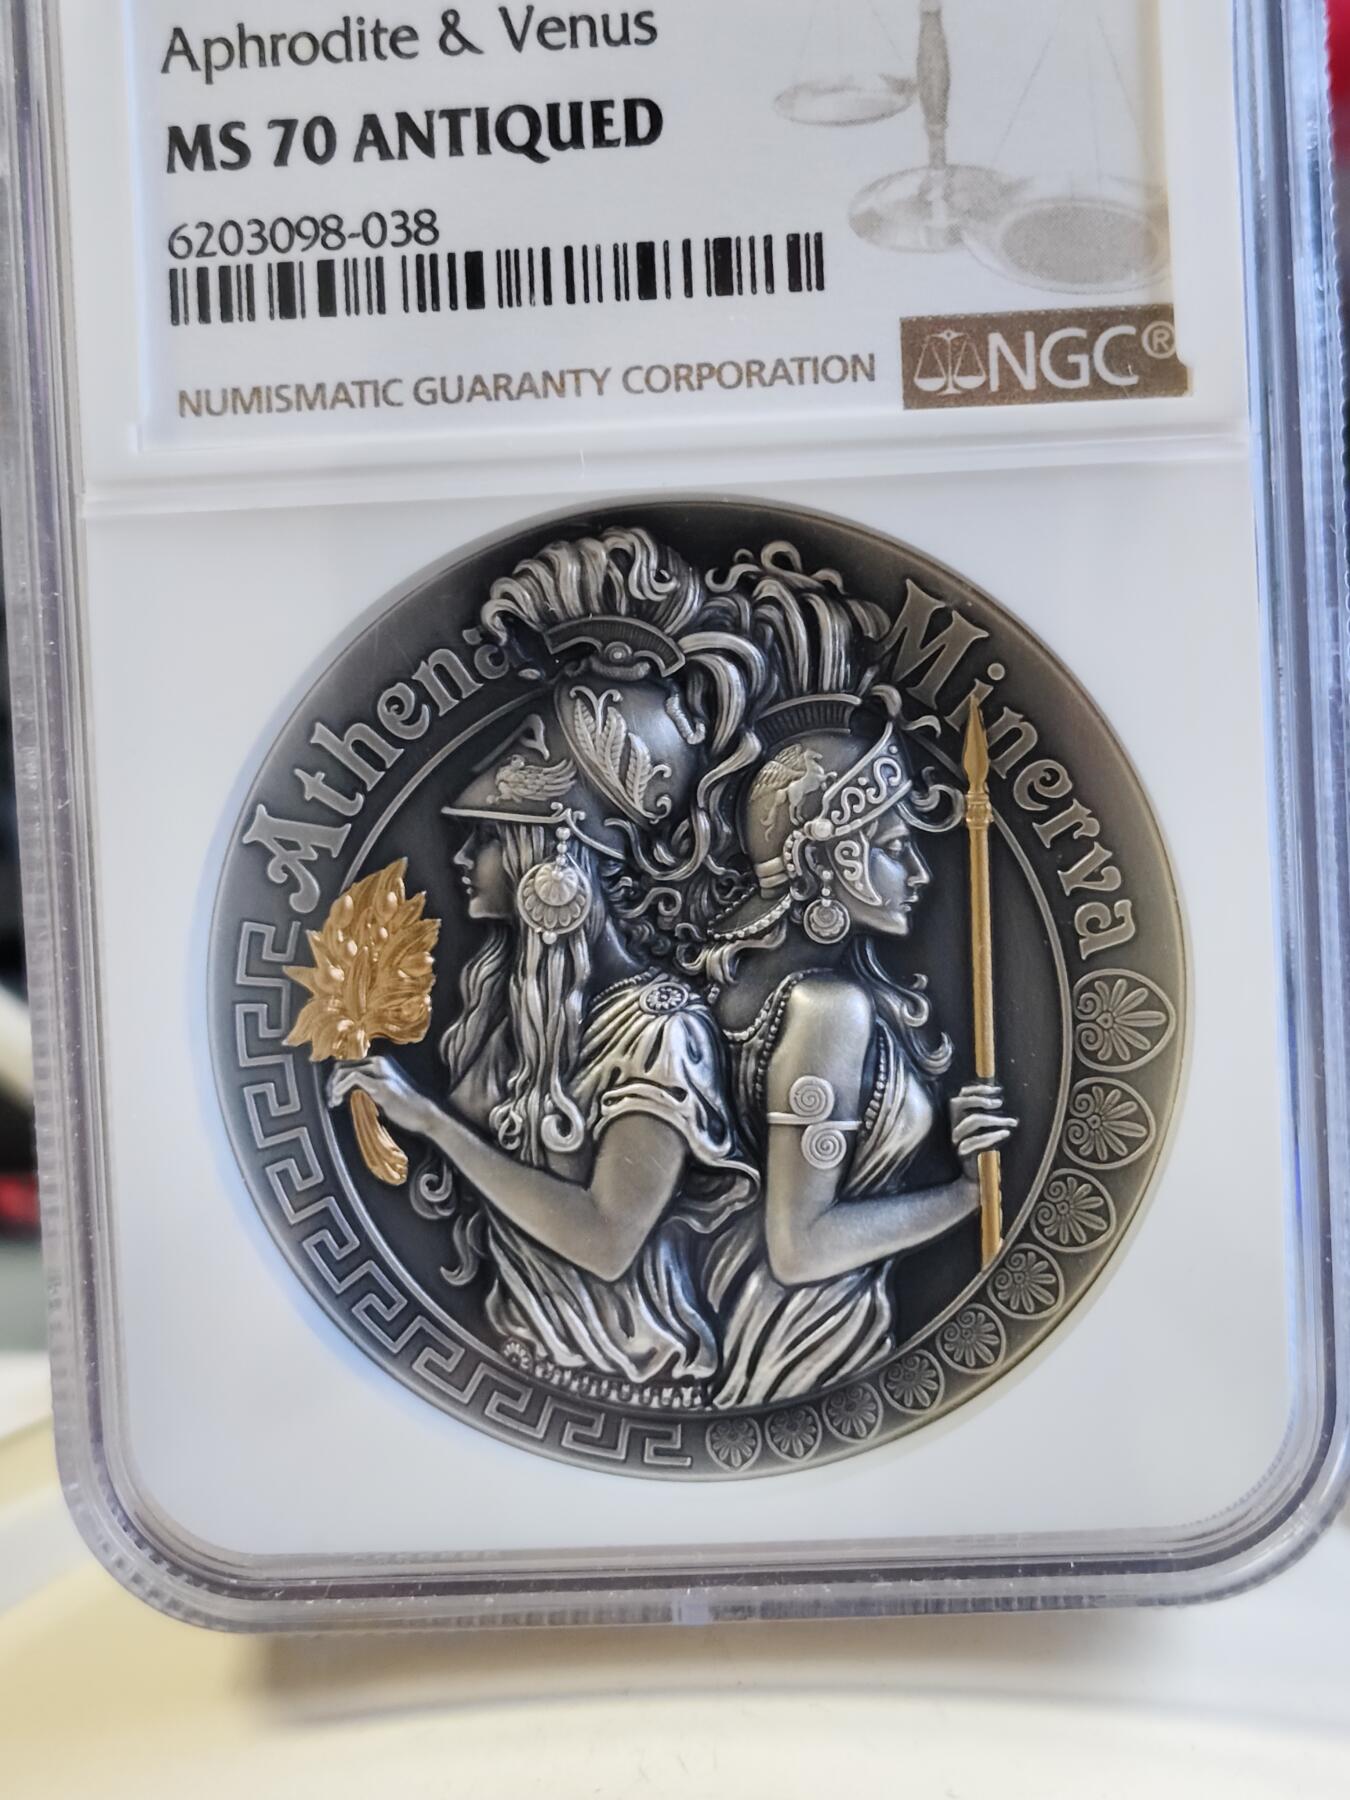 Aphrodite & Venus
MS 70 ANTIQUED
6203098-038
NUMISMATIC GUARANTY CORPORATION
NGC®
Athena
Minerva